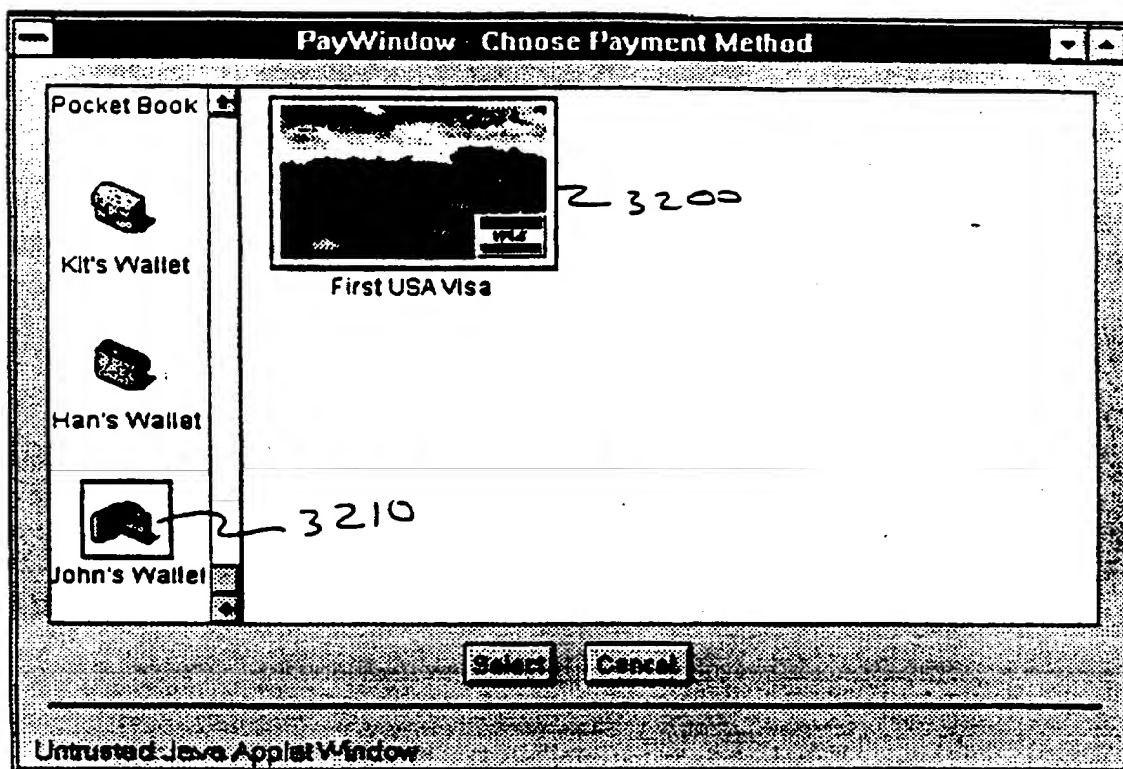 PayWindow - Choose Payment Method
Pocket Book
Kit's Wallet
Han's Wallet
John's Wallet
VISA
First USA Visa
3200
3210
Select
Cancel
Untrusted Java Applet Window